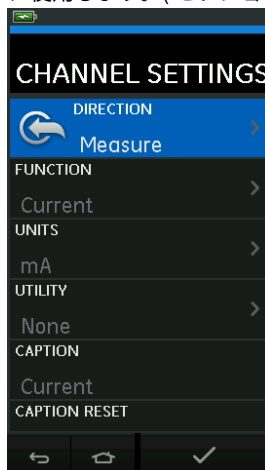 CHANNEL SETTINGS
DIRECTION
Measure
FUNCTION
Current
UNITS
mA
UTILITY
None
CAPTION
Current
CAPTION RESET